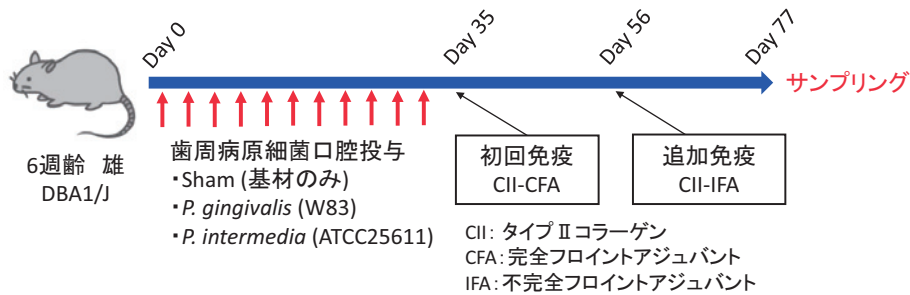 Day 0
Day 35
Day 56
Day 77
サンプリング
6週齢 雄
DBA1/J
歯周病原細菌口腔投与
・Sham (基材のみ)
・P. gingivalis (W83)
・P. intermedia (ATCC25611)
初回免疫
CII-CFA
追加免疫
CII-IFA
CII: タイプⅡコラーゲン
CFA: 完全フロイントアジュバント
IFA: 不完全フロイントアジュバント